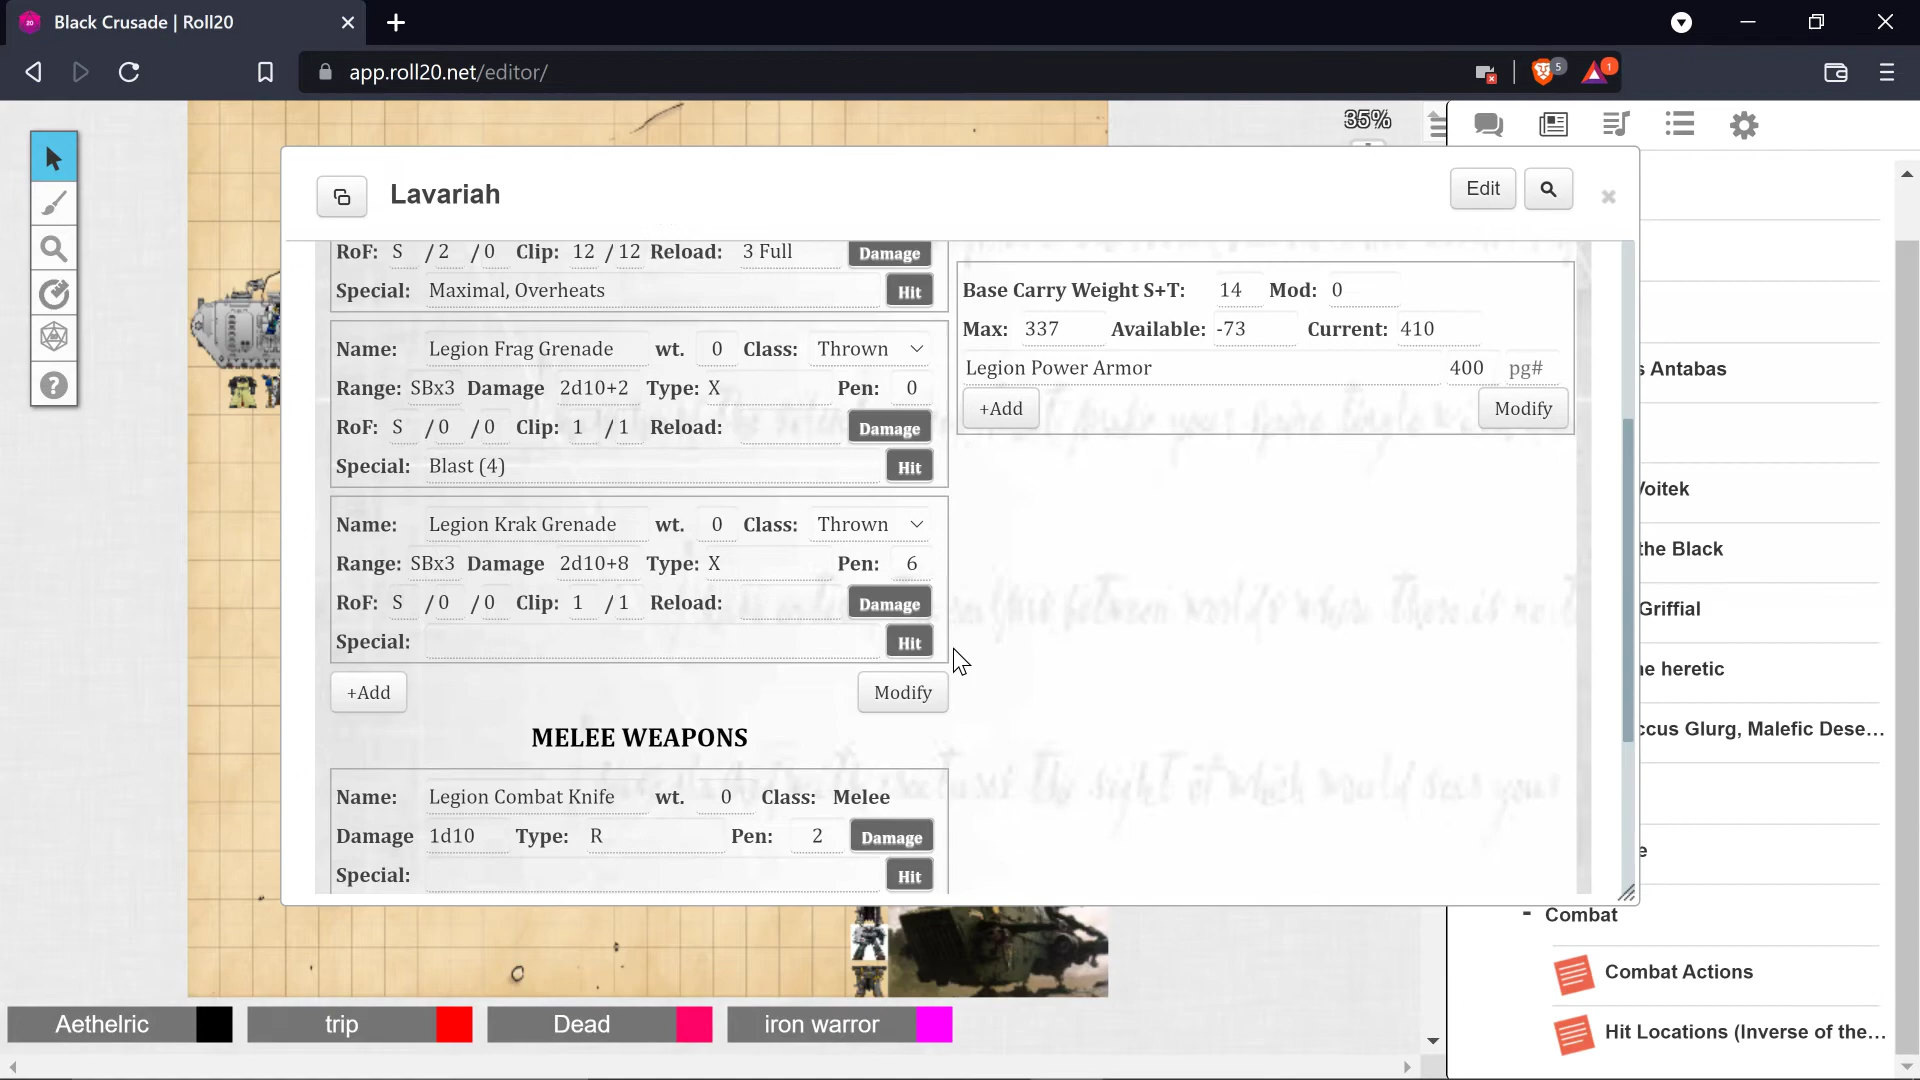 Black Crusade | Roll20
app.roll20.net/editor/
5
1
35%
Lavariah
Edit
RoF: S /2 /0 Clip: 12 /12 Reload: 3 Full Damage
Special: Maximal, Overheats Hit
Name: Legion Frag Grenade wt. 0 Class: Thrown
Range: SBx3 Damage 2d10+2 Type: X Pen: 0
RoF: S /0 /0 Clip: 1 /1 Reload: Damage
Special: Blast (4) Hit
Name: Legion Krak Grenade wt. 0 Class: Thrown
Range: SBx3 Damage 2d10+8 Type: X Pen: 6
RoF: S /0 /0 Clip: 1 /1 Reload: Damage
Special: Hit
+Add Modify
MELEE WEAPONS
Name: Legion Combat Knife wt. 0 Class: Melee
Damage 1d10 Type: R Pen: 2 Damage
Special: Hit
Base Carry Weight S+T: 14 Mod: 0
Max: 337 Available: -73 Current: 410
Legion Power Armor 400 pg#
+Add Modify
s Antabas
Voitek
the Black
Griffial
he heretic
ccus Glurg, Malefic Dese...
e
- Combat
Combat Actions
Hit Locations (Inverse of the...
Aethelric
trip
Dead
iron warror